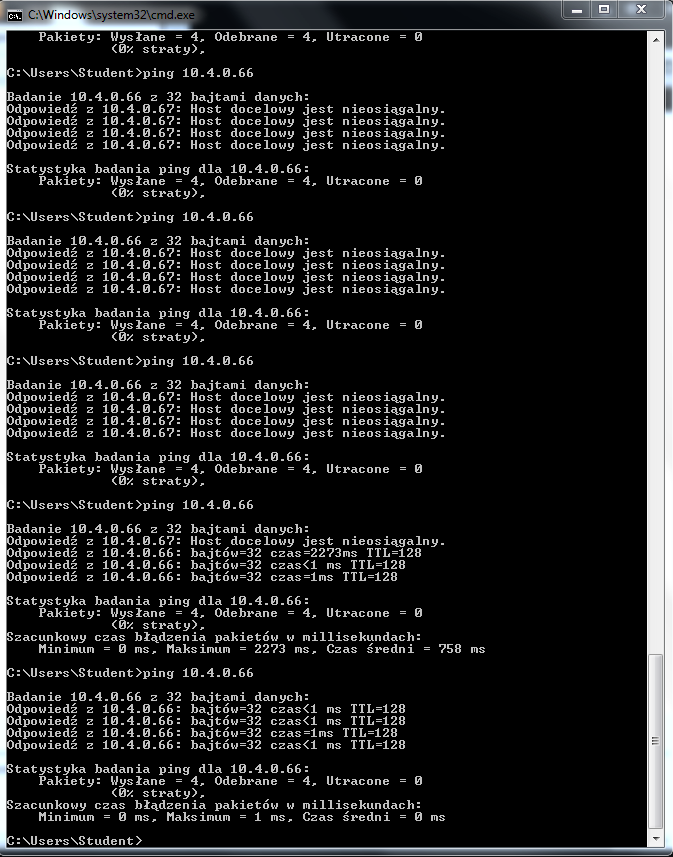 C:\Windows\system32\cmd.exe
Pakiety: Wysłane = 4, Odebrane = 4, Utracone = 0
(0% straty),
C:\Users\Student>ping 10.4.0.66
Badanie 10.4.0.66 z 32 bajtami danych:
Odpowiedź z 10.4.0.67: Host docelowy jest nieosiągalny.
Odpowiedź z 10.4.0.67: Host docelowy jest nieosiągalny.
Odpowiedź z 10.4.0.67: Host docelowy jest nieosiągalny.
Odpowiedź z 10.4.0.67: Host docelowy jest nieosiągalny.
Statystyka badania ping dla 10.4.0.66:
Pakiety: Wysłane = 4, Odebrane = 4, Utracone = 0
(0% straty),
C:\Users\Student>ping 10.4.0.66
Badanie 10.4.0.66 z 32 bajtami danych:
Odpowiedź z 10.4.0.67: Host docelowy jest nieosiągalny.
Odpowiedź z 10.4.0.67: Host docelowy jest nieosiągalny.
Odpowiedź z 10.4.0.67: Host docelowy jest nieosiągalny.
Odpowiedź z 10.4.0.67: Host docelowy jest nieosiągalny.
Statystyka badania ping dla 10.4.0.66:
Pakiety: Wysłane = 4, Odebrane = 4, Utracone = 0
(0% straty),
C:\Users\Student>ping 10.4.0.66
Badanie 10.4.0.66 z 32 bajtami danych:
Odpowiedź z 10.4.0.67: Host docelowy jest nieosiągalny.
Odpowiedź z 10.4.0.67: Host docelowy jest nieosiągalny.
Odpowiedź z 10.4.0.67: Host docelowy jest nieosiągalny.
Odpowiedź z 10.4.0.67: Host docelowy jest nieosiągalny.
Statystyka badania ping dla 10.4.0.66:
Pakiety: Wysłane = 4, Odebrane = 4, Utracone = 0
(0% straty),
C:\Users\Student>ping 10.4.0.66
Badanie 10.4.0.66 z 32 bajtami danych:
Odpowiedź z 10.4.0.67: Host docelowy jest nieosiągalny.
Odpowiedź z 10.4.0.66: bajtów=32 czas=2273ms TTL=128
Odpowiedź z 10.4.0.66: bajtów=32 czas<1 ms TTL=128
Odpowiedź z 10.4.0.66: bajtów=32 czas=1ms TTL=128
Statystyka badania ping dla 10.4.0.66:
Pakiety: Wysłane = 4, Odebrane = 4, Utracone = 0
(0% straty),
Szacunkowy czas błądzenia pakietów w millisekundach:
Minimum = 0 ms, Maksimum = 2273 ms, Czas średni = 758 ms
C:\Users\Student>ping 10.4.0.66
Badanie 10.4.0.66 z 32 bajtami danych:
Odpowiedź z 10.4.0.66: bajtów=32 czas<1 ms TTL=128
Odpowiedź z 10.4.0.66: bajtów=32 czas<1 ms TTL=128
Odpowiedź z 10.4.0.66: bajtów=32 czas=1ms TTL=128
Odpowiedź z 10.4.0.66: bajtów=32 czas<1 ms TTL=128
Statystyka badania ping dla 10.4.0.66:
Pakiety: Wysłane = 4, Odebrane = 4, Utracone = 0
(0% straty),
Szacunkowy czas błądzenia pakietów w millisekundach:
Minimum = 0 ms, Maksimum = 1 ms, Czas średni = 0 ms
C:\Users\Student>